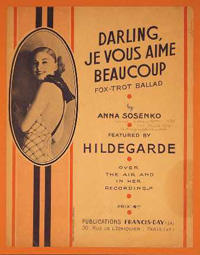 DARLING,
JE VOUS AIME
BEAUCOUP
FOX-TROT BALLAD
by
ANNA SOSENKO
FEATURED BY
HILDEGARDE
OVER
THE AIR AND
IN HER
RECORDINGS
PUBLICATIONS FRANCIS-DAY (S.A)
30, RUE DE L'ECHIQUIER, PARIS (Xe)